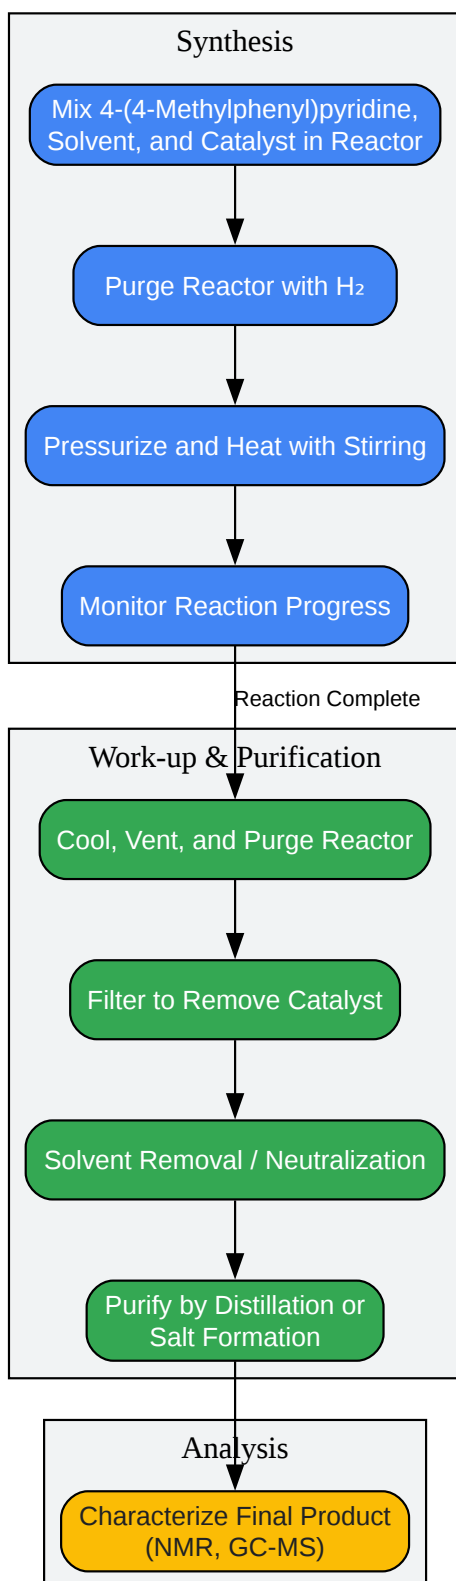 Synthesis
Mix 4-(4-Methylphenyl)pyridine,
Solvent, and Catalyst in Reactor
Purge Reactor with H₂
Pressurize and Heat with Stirring
Monitor Reaction Progress
Reaction Complete
Work-up & Purification
Cool, Vent, and Purge Reactor
Filter to Remove Catalyst
Solvent Removal / Neutralization
Purify by Distillation or
Salt Formation
Analysis
Characterize Final Product
(NMR, GC-MS)